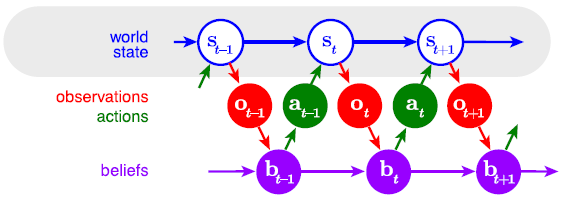 world
state
s_{t-1} s_t s_{t+1}
observations
actions
o_{t-1} a_{t-1} o_t a_t o_{t+1}
beliefs
b_{t-1} b_t b_{t+1}